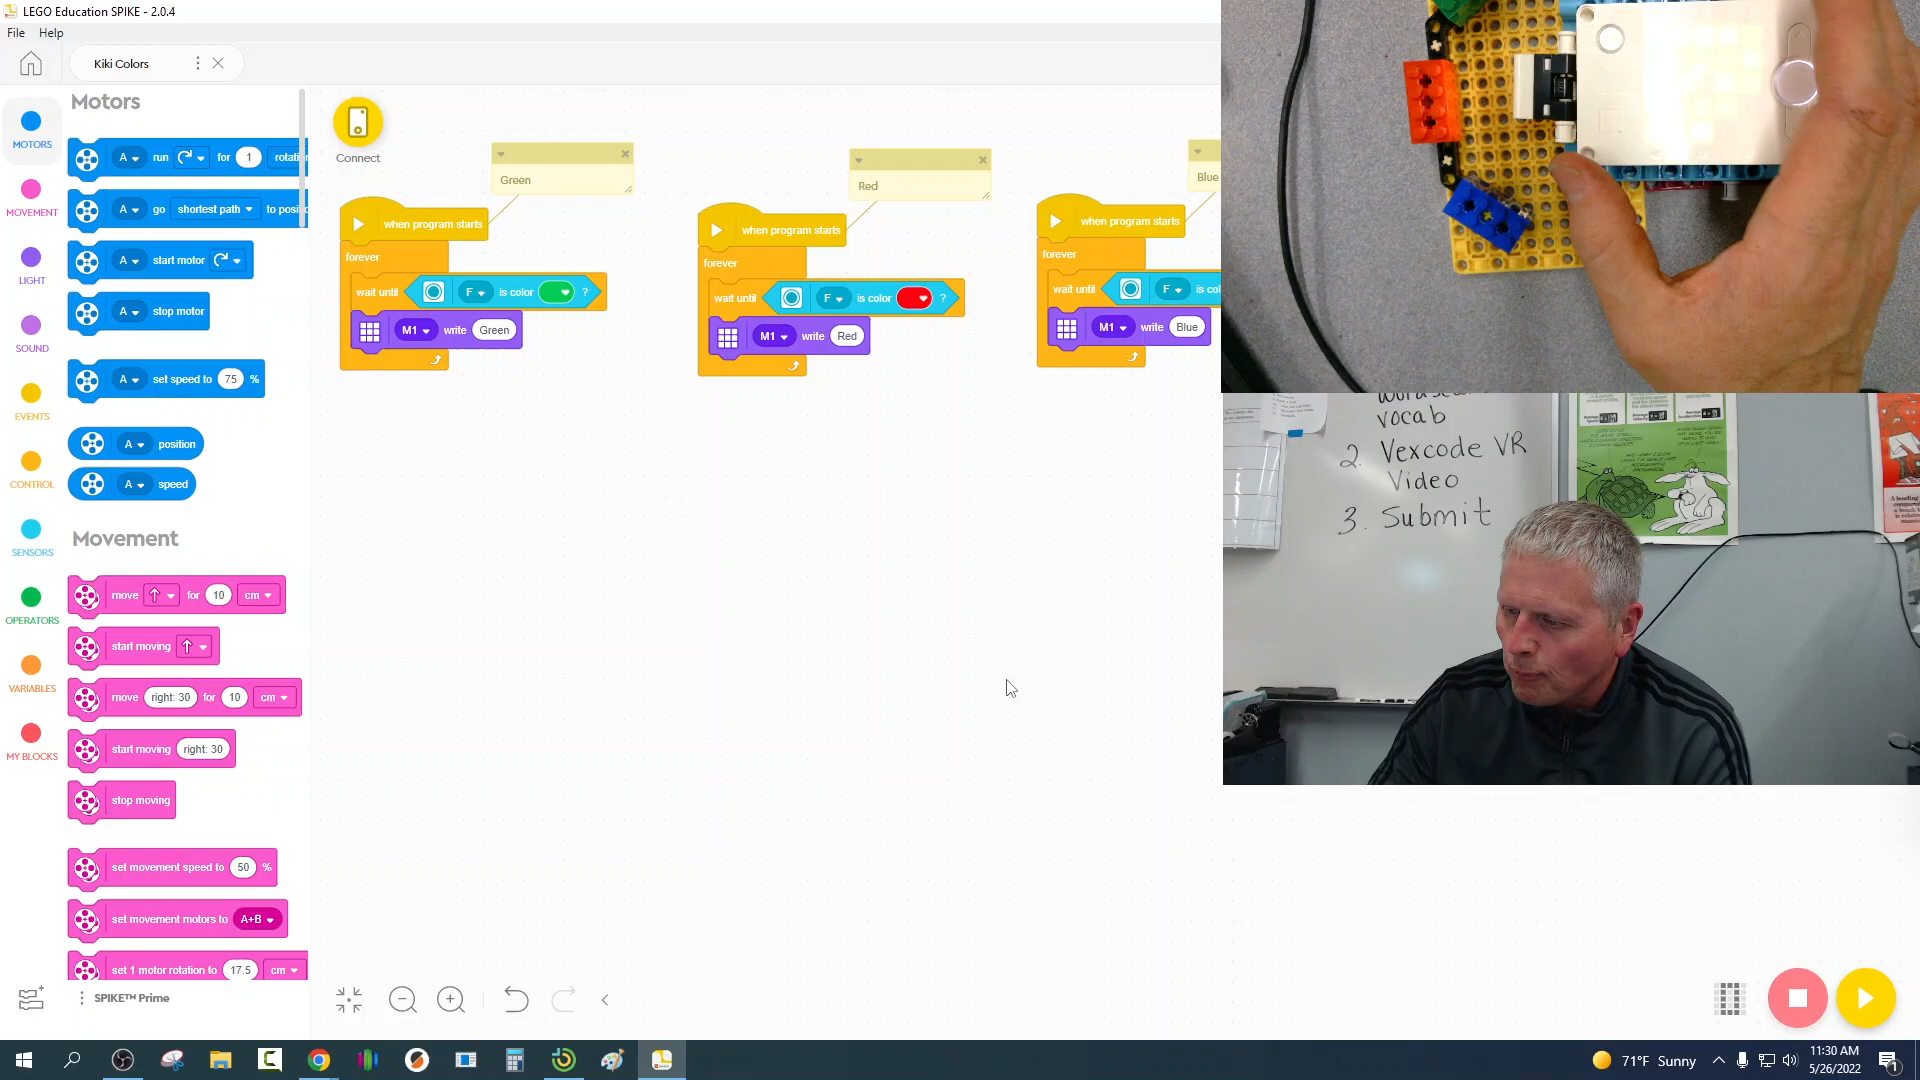 LEGO Education SPIKE - 2.0.4
File Help
Kiki Colors
Motors
MOTORS
MOVEMENT
LIGHT
SOUND
EVENTS
CONTROL
SENSORS
OPERATORS
VARIABLES
MY BLOCKS
A run for 1
A go shortest path to
A start motor
A stop motor
A set speed to 75 %
A position
A speed
Movement
move for 10 cm
start moving
move right: 30 for 10 cm
start moving right: 30
stop moving
set movement speed to 50 %
set movement motors to A+B
set 1 motor rotation to 17.5 cm
SPIKE™ Prime
Connect
Green
when program starts
forever
wait until F is color ?
M1 write Green
Red
when program starts
forever
wait until F is color ?
M1 write Red
Blue
when program starts
forever
wait until F is
M1 write Blue
vocab
2. Vexcode VR
Video
3. Submit
71°F Sunny
11:30 AM
5/26/2022
1